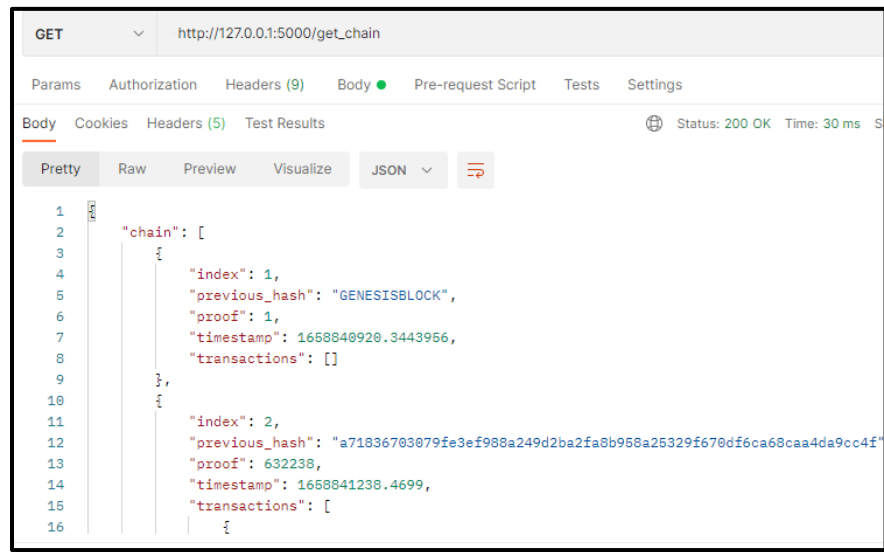 GET http://127.0.0.1:5000/get_chain
Params Authorization Headers (9) Body Pre-request Script Tests Settings
Body Cookies Headers (5) Test Results Status: 200 OK Time: 30 ms S
Pretty Raw Preview Visualize JSON
1 {
2 "chain": [
3 {
4 "index": 1,
5 "previous_hash": "GENESISBLOCK",
6 "proof": 1,
7 "timestamp": 1658840920.3443956,
8 "transactions": []
9 },
10 {
11 "index": 2,
12 "previous_hash": "a71836703079fe3ef988a249d2ba2fa8b958a25329f670df6ca68caa4da9cc4f"
13 "proof": 632238,
14 "timestamp": 1658841238.4699,
15 "transactions": [
16 {